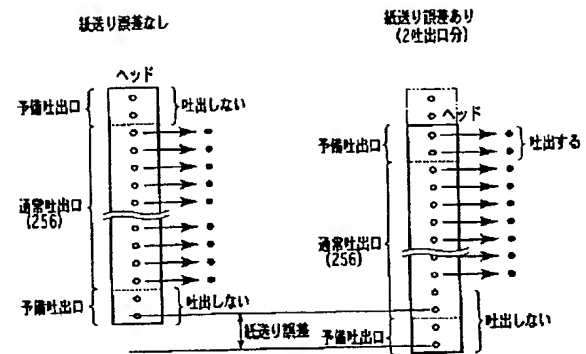 紙送り誤差なし
ヘッド
予備吐出口
吐出しない
通常吐出口
(256)
予備吐出口
吐出しない
紙送り誤差
紙送り誤差あり
(2吐出口分)
ヘッド
予備吐出口
吐出する
通常吐出口
(256)
予備吐出口
吐出しない